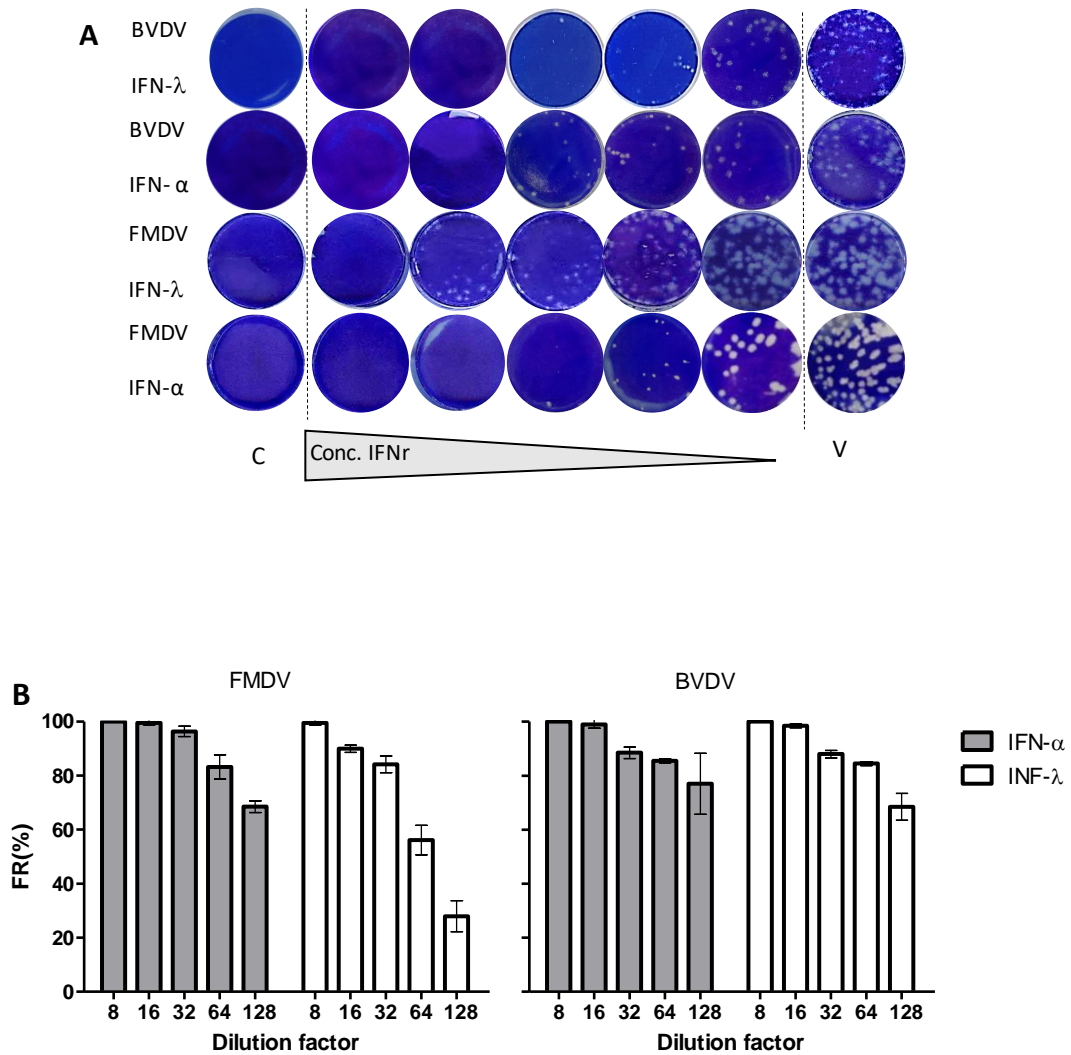 A
BVDV
IFN-λ
BVDV
IFN- α
FMDV
IFN-λ
FMDV
IFN-α
C
Conc. IFNr
V
B
FMDV
BVDV
FR(%)
100
80
60
40
20
0
8 16 32 64 128 8 16 32 64 128
8 16 32 64 128 8 16 32 64 128
Dilution factor
Dilution factor
IFN-α
INF-λ